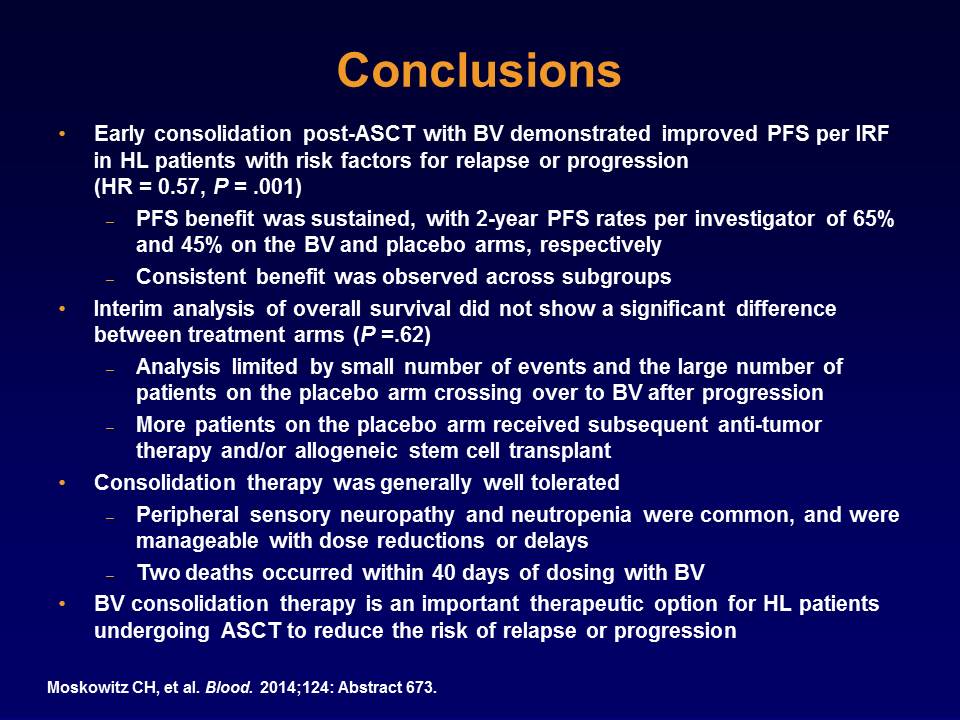 Conclusions
• Early consolidation post-ASCT with BV demonstrated improved PFS per IRF
in HL patients with risk factors for relapse or progression
(HR = 0.57, P = .001)
– PFS benefit was sustained, with 2-year PFS rates per investigator of 65%
and 45% on the BV and placebo arms, respectively
– Consistent benefit was observed across subgroups
• Interim analysis of overall survival did not show a significant difference
between treatment arms (P =.62)
– Analysis limited by small number of events and the large number of
patients on the placebo arm crossing over to BV after progression
– More patients on the placebo arm received subsequent anti-tumor
therapy and/or allogeneic stem cell transplant
• Consolidation therapy was generally well tolerated
– Peripheral sensory neuropathy and neutropenia were common, and were
manageable with dose reductions or delays
– Two deaths occurred within 40 days of dosing with BV
• BV consolidation therapy is an important therapeutic option for HL patients
undergoing ASCT to reduce the risk of relapse or progression
Moskowitz CH, et al. Blood. 2014;124: Abstract 673.